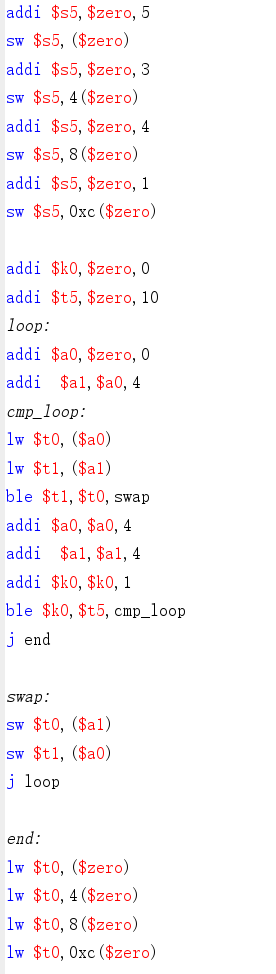 addi $s5,$zero,5
sw $s5,($zero)
addi $s5,$zero,3
sw $s5,4($zero)
addi $s5,$zero,4
sw $s5,8($zero)
addi $s5,$zero,1
sw $s5,0xc($zero)
addi $k0,$zero,0
addi $t5,$zero,10
loop:
addi $a0,$zero,0
addi  $a1,$a0,4
cmp_loop:
lw $t0,($a0)
lw $t1,($a1)
ble $t1,$t0,swap
addi $a0,$a0,4
addi  $a1,$a1,4
addi $k0,$k0,1
ble $k0,$t5,cmp_loop
j end
swap:
sw $t0,($a1)
sw $t1,($a0)
j loop
end:
lw $t0,($zero)
lw $t0,4($zero)
lw $t0,8($zero)
lw $t0,0xc($zero)